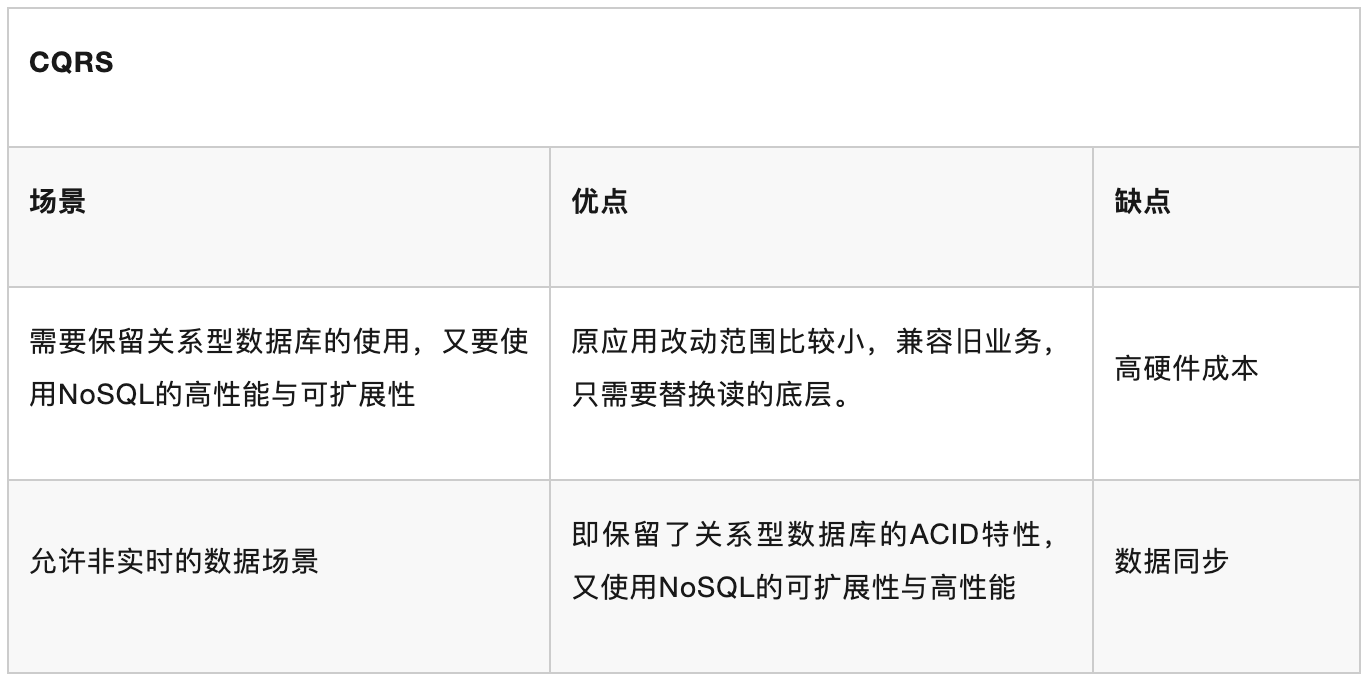 CQRS
场景
优点
缺点
需要保留关系型数据库的使用，又要使
用NoSQL的高性能与可扩展性
原应用改动范围比较小，兼容旧业务，
只需要替换读的底层。
高硬件成本
允许非实时的数据场景
即保留了关系型数据库的ACID特性，
又使用NoSQL的可扩展性与高性能
数据同步